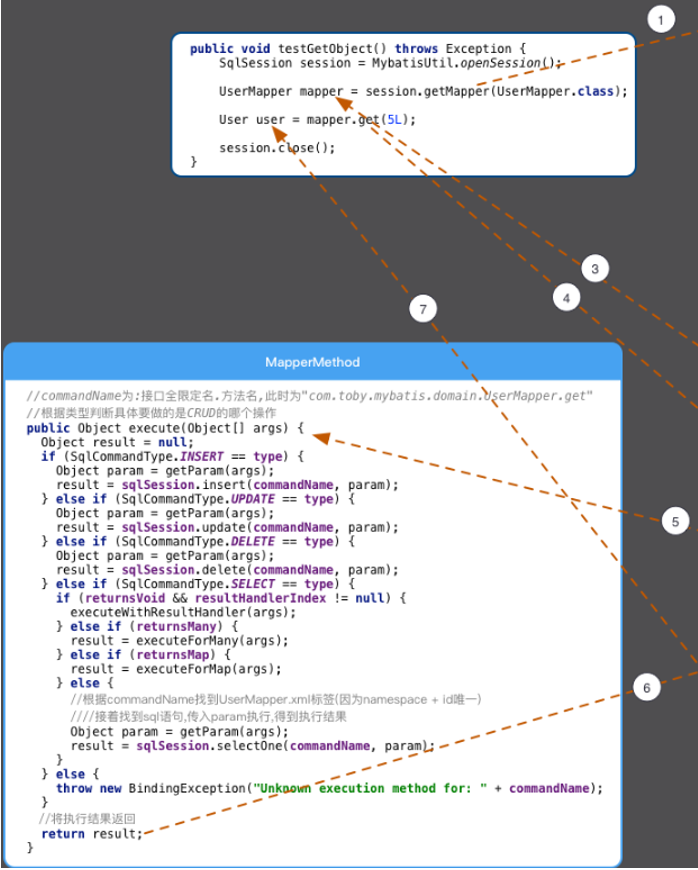 1
public void testGetObject() throws Exception {
SqlSession session = MybatisUtil.openSession();
UserMapper mapper = session.getMapper(UserMapper.class);
User user = mapper.get(5L);
session.close();
}
3
4
7
MapperMethod
//commandName为:接口全限定名.方法名,此时为"com.toby.mybatis.domain.UserMapper.get"
//根据类型判断具体要做的是CRUD的哪个操作
public Object execute(Object[] args) {
Object result = null;
if (SqlCommandType.INSERT == type) {
Object param = getParam(args);
result = sqlSession.insert(commandName, param);
} else if (SqlCommandType.UPDATE == type) {
Object param = getParam(args);
result = sqlSession.update(commandName, param);
5
} else if (SqlCommandType.DELETE == type) {
Object param = getParam(args);
result = sqlSession.delete(commandName, param);
} else if (SqlCommandType.SELECT == type) {
if (returnsVoid && resultHandlerIndex != null) {
executeWithResultHandler(args);
} else if (returnsMany) {
result = executeForMany(args);
} else if (returnsMap) {
result = executeForMap(args);
} else {
6
//根据commandName找到UserMapper.xml标签(因为namespace + id唯一)
////接着找到sql语句,传入param执行,得到执行结果
Object param = getParam(args);
result = sqlSession.selectOne(commandName, param);
}
} else {
throw new BindingException("Unknown execution method for: " + commandName);
}
//将执行结果返回
return result;
}